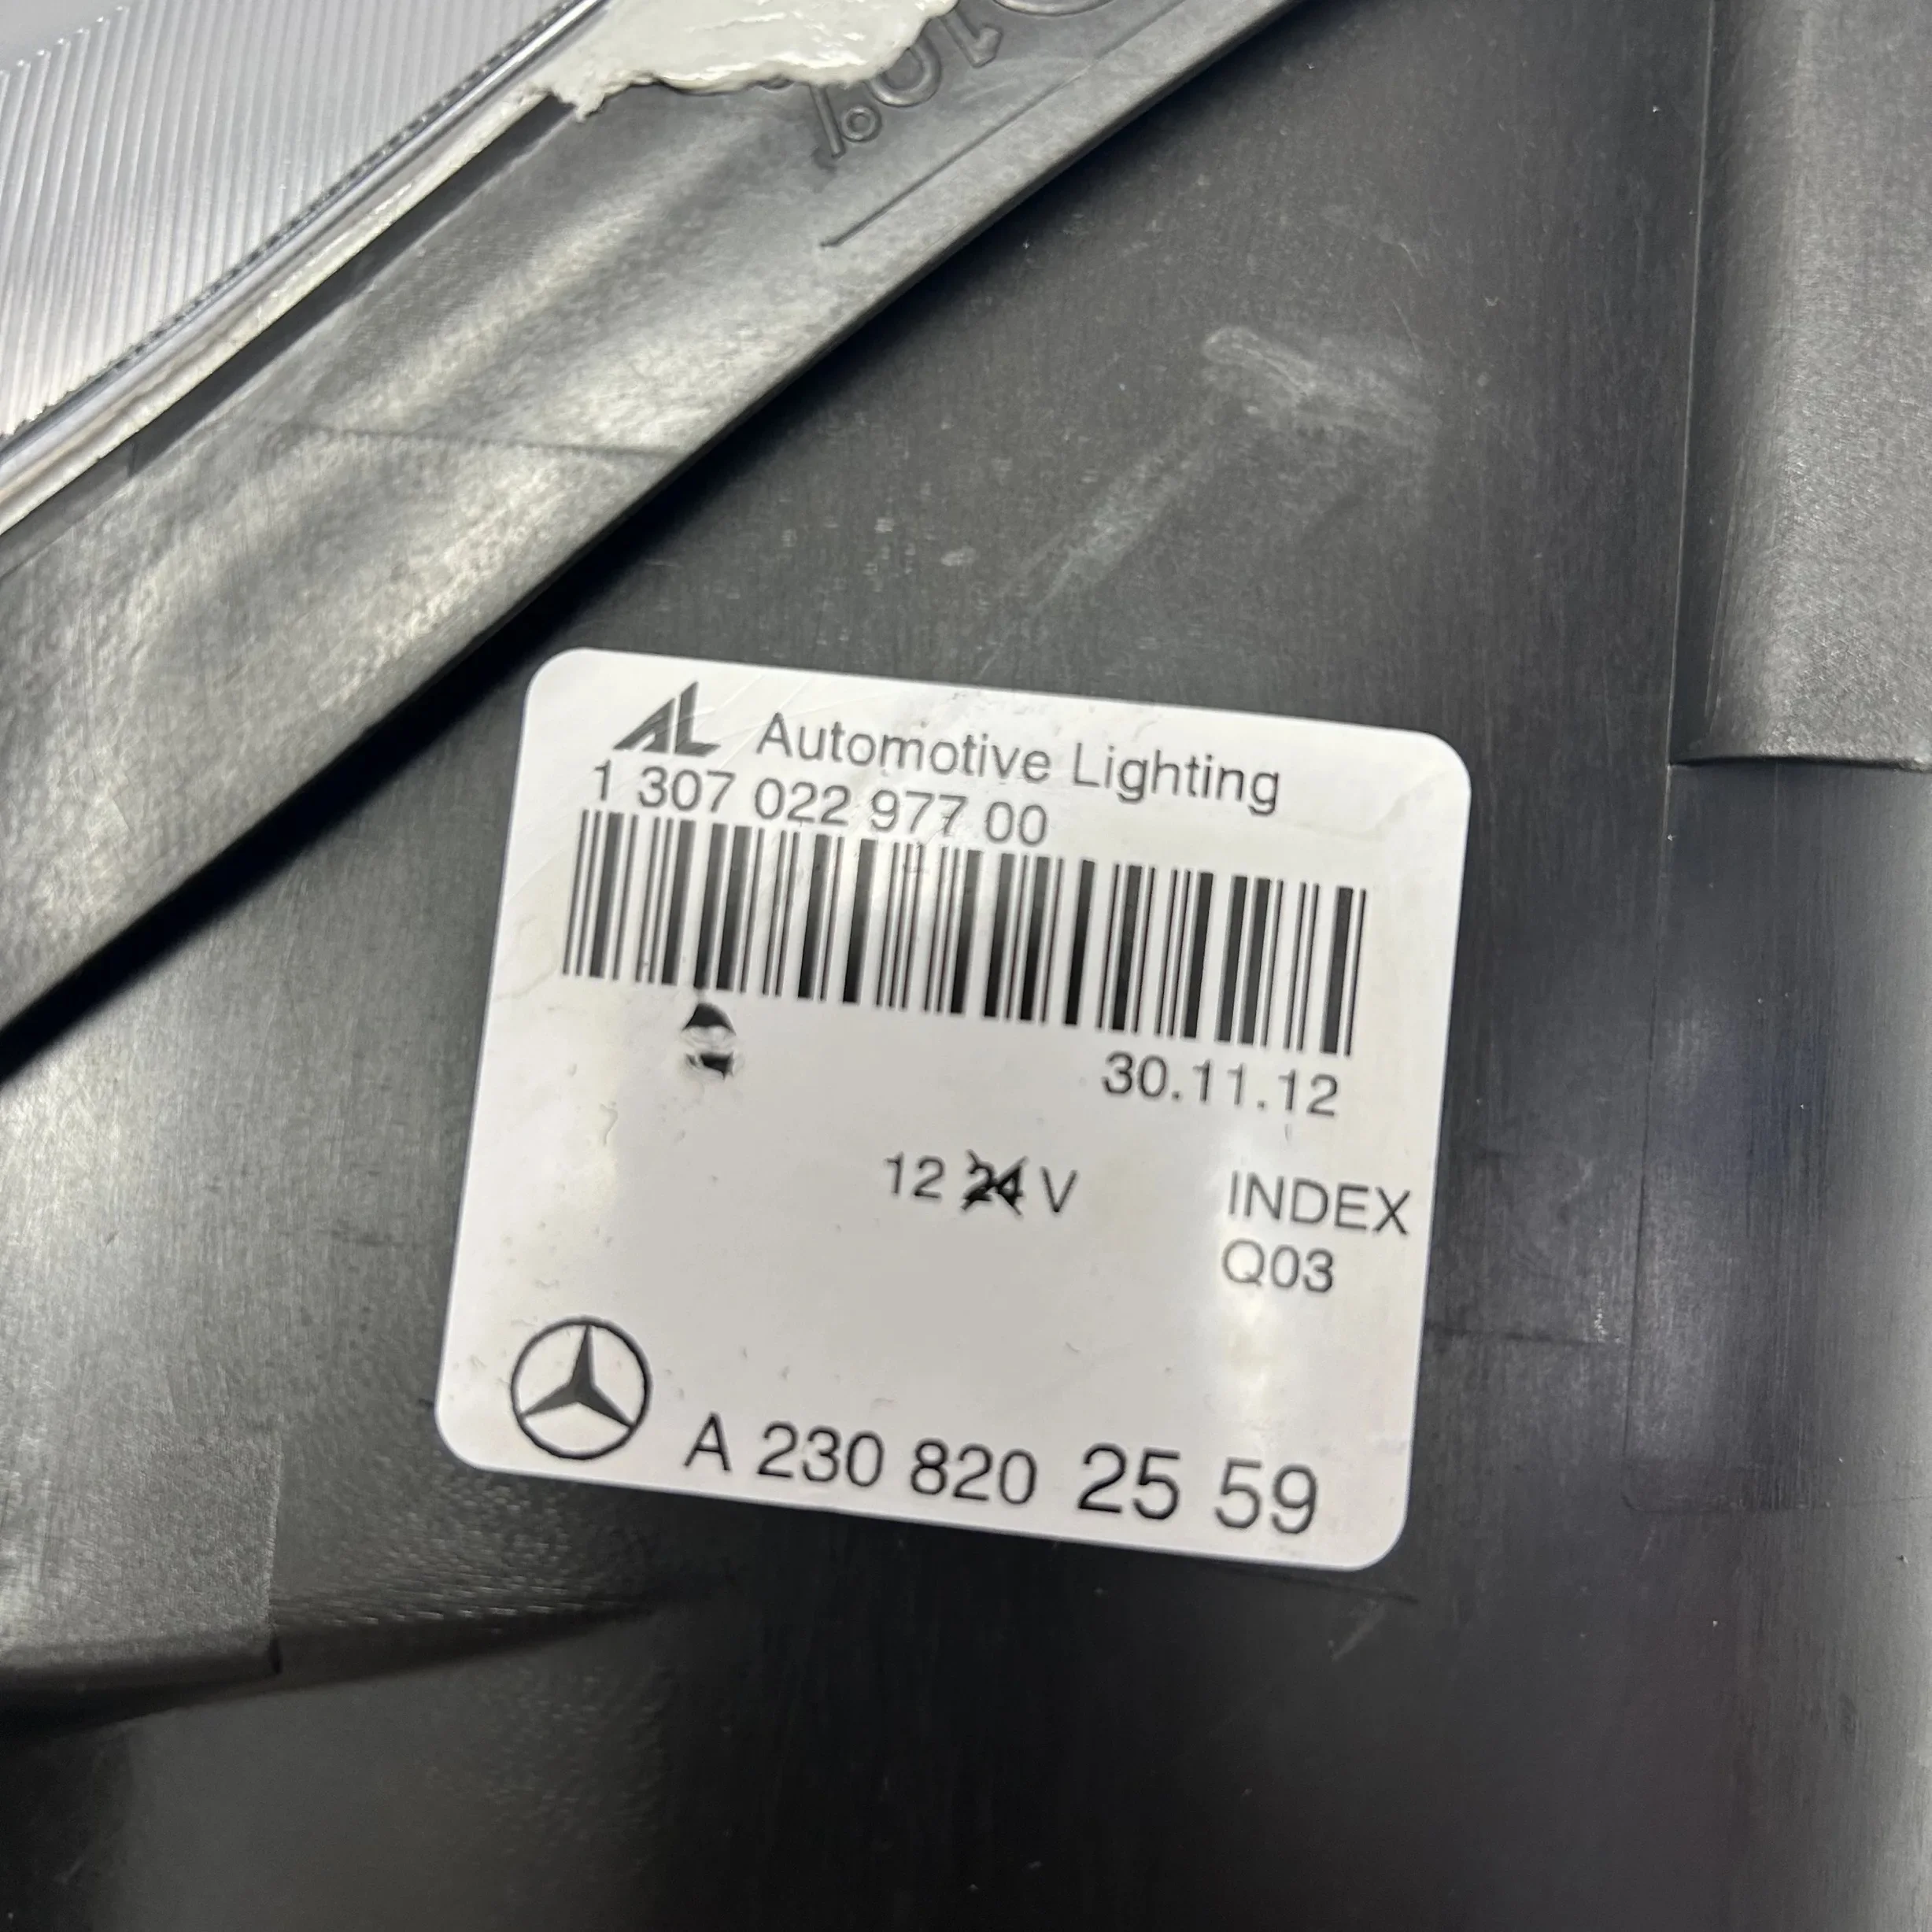 10%
AL Automotive Lighting
1 307 022 977 00
30.11.12
12 24 V
INDEX
Q03
A 230 820 25 59